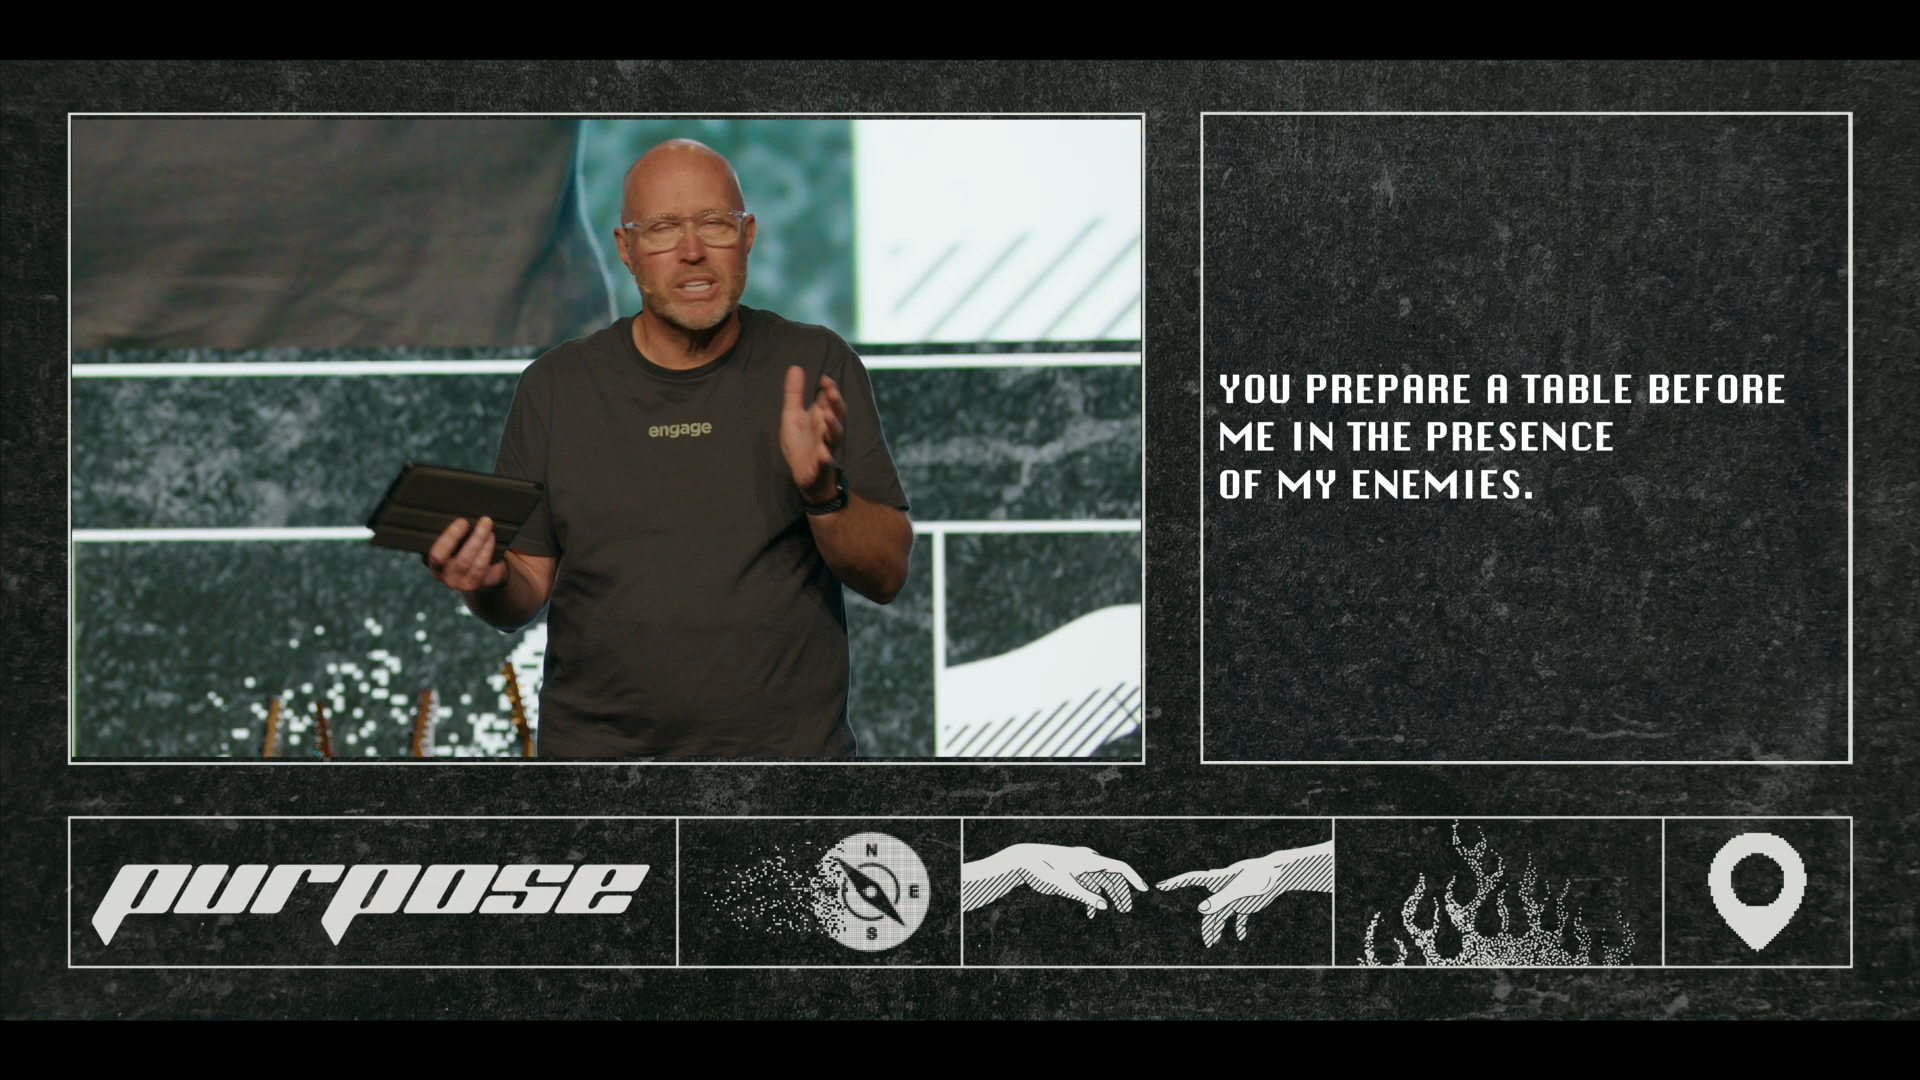 engage
YOU PREPARE A TABLE BEFORE
ME IN THE PRESENCE
OF MY ENEMIES.
purpose
N
E
S